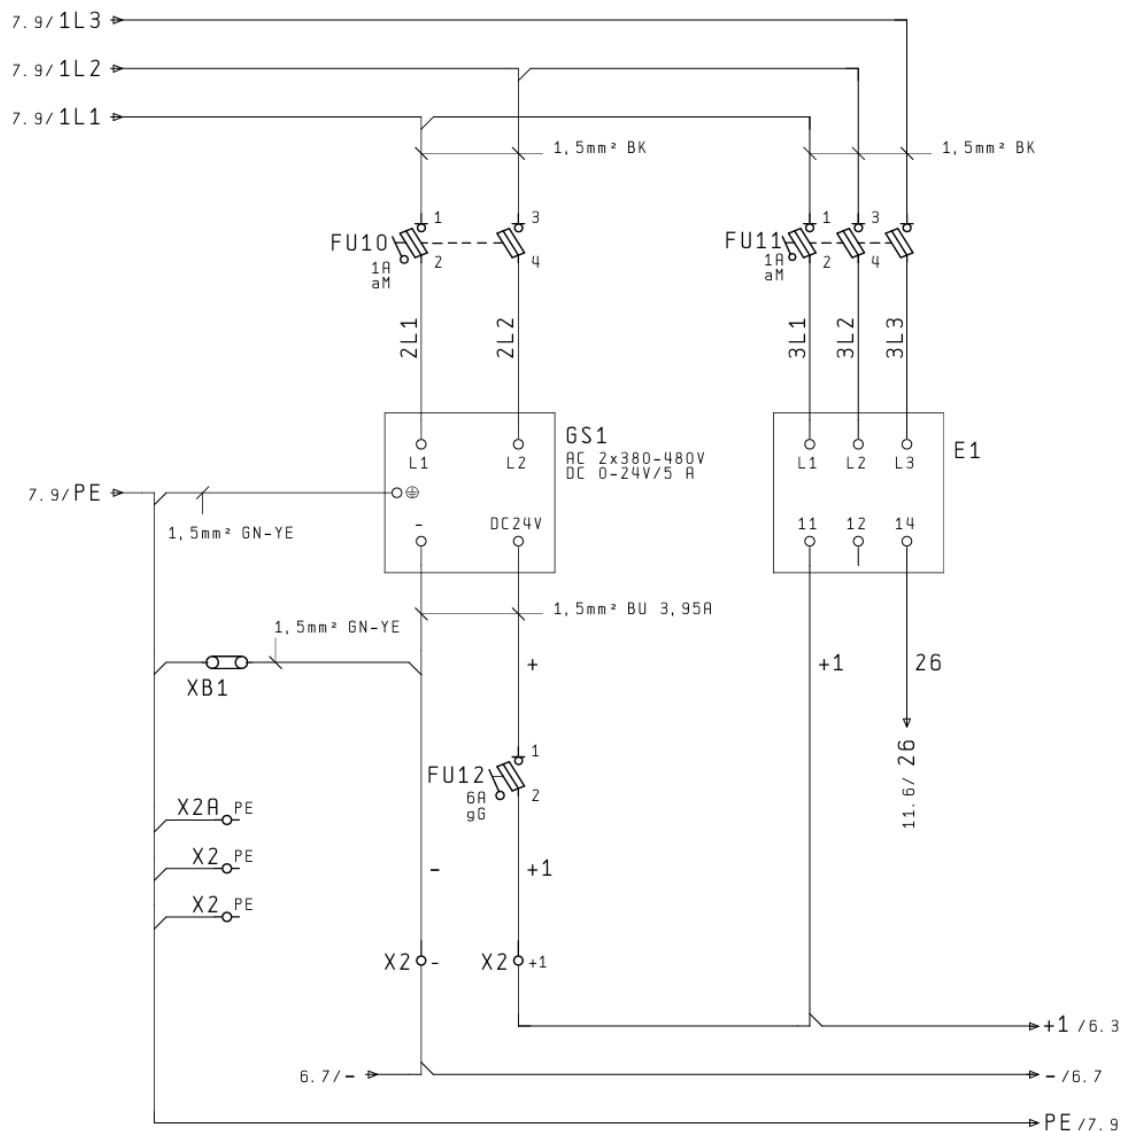 7.9/1L3
7.9/1L2
7.9/1L1
1,5mm² BK
1,5mm² BK
1
3
1
3
FU10
FU11
1A
aM
2
4
1A
aM
2
4
2L1
2L2
3L1
3L2
3L3
GS1
AC 2x380-480V
DC 0-24V/5 A
E1
L1
L2
L1
L2
L3
7.9/PE
1,5mm² GN-YE
-
DC24V
11
12
14
1,5mm² BU 3,95A
1,5mm² GN-YE
XB1
+
+1
26
FU12
6A
gG
1
2
11.6/ 26
X2A PE
X2 PE
X2 PE
-
+1
X2 -
X2 +1
+1 /6.3
6.7/-
- /6.7
PE /7.9